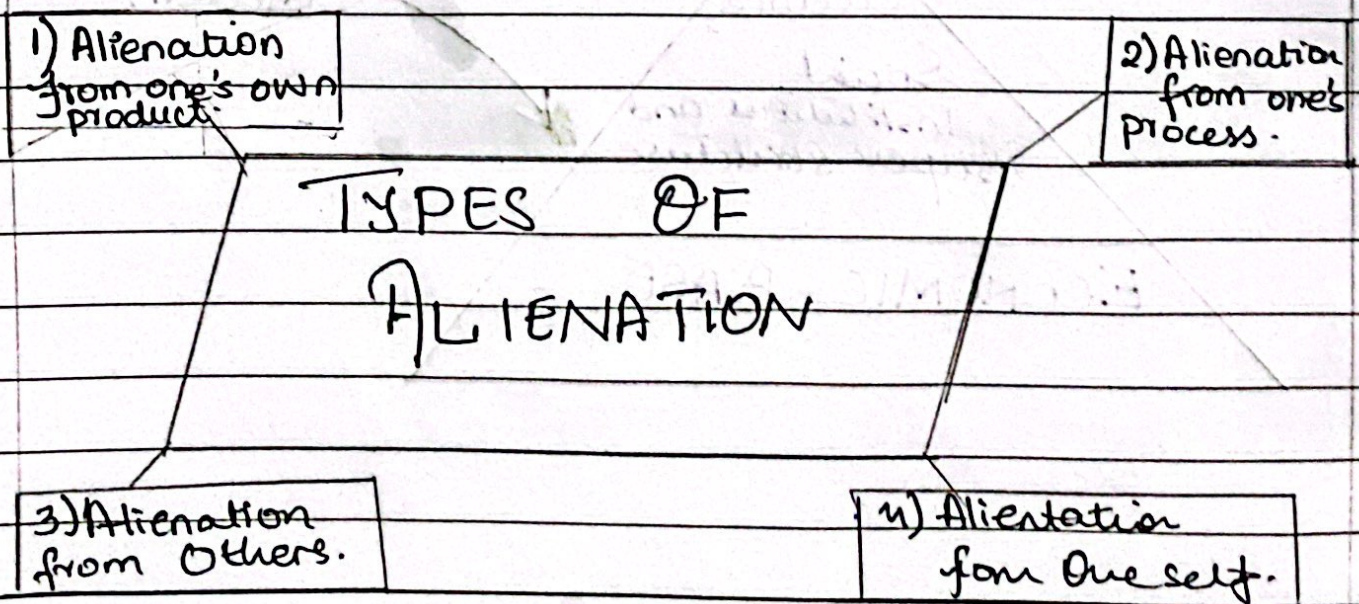 1) Alienation
from one's own
product.
2) Alienation
from one's
process.
TYPES OF
ALIENATION
3) Alienation
from Others.
4) Alientation
fom One self.